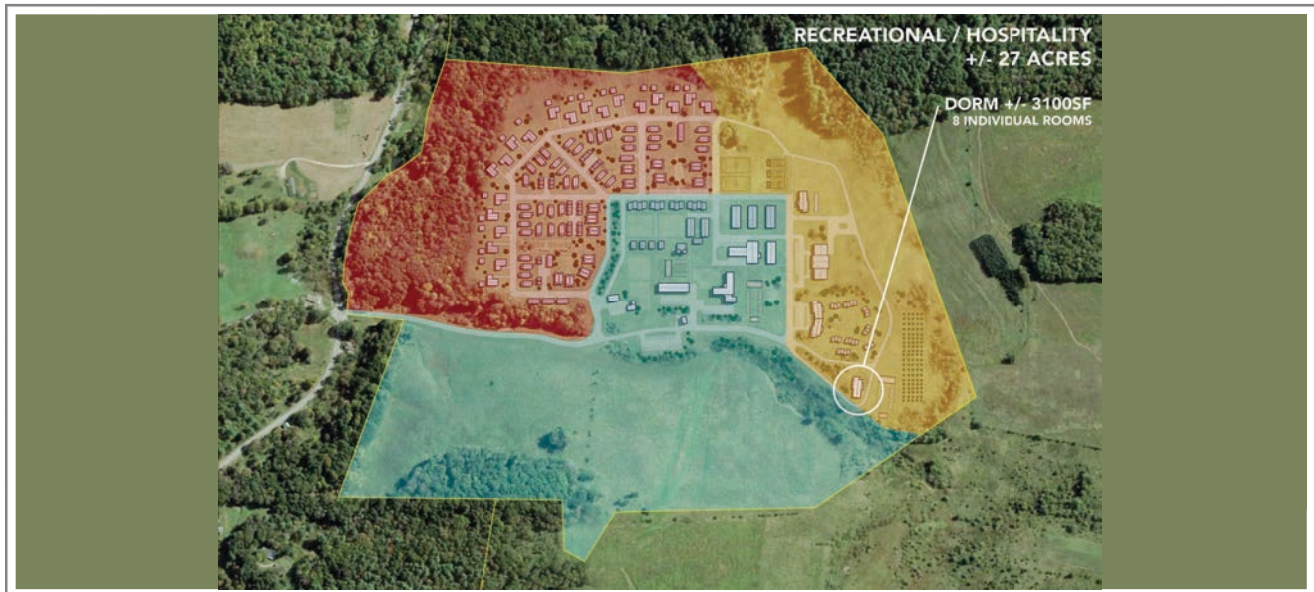 RECREATIONAL / HOSPITALITY
+/- 27 ACRES
DORM +/- 3100SF
8 INDIVIDUAL ROOMS